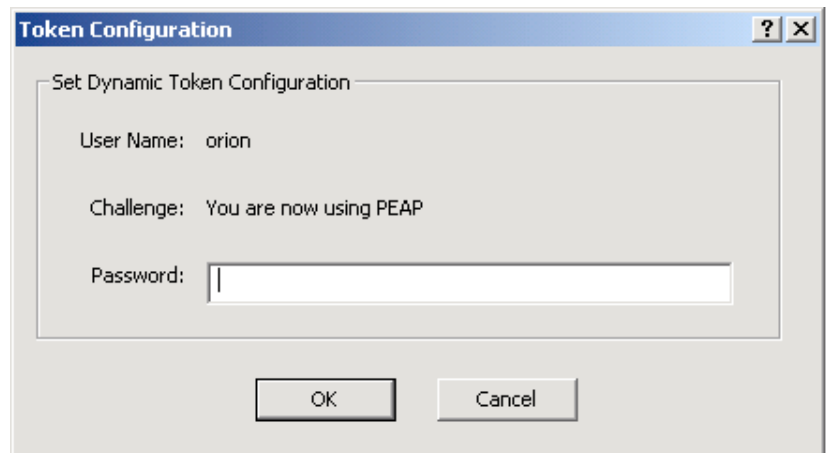 Token Configuration
Set Dynamic Token Configuration
User Name: orion
Challenge: You are now using PEAP
Password:
OK Cancel